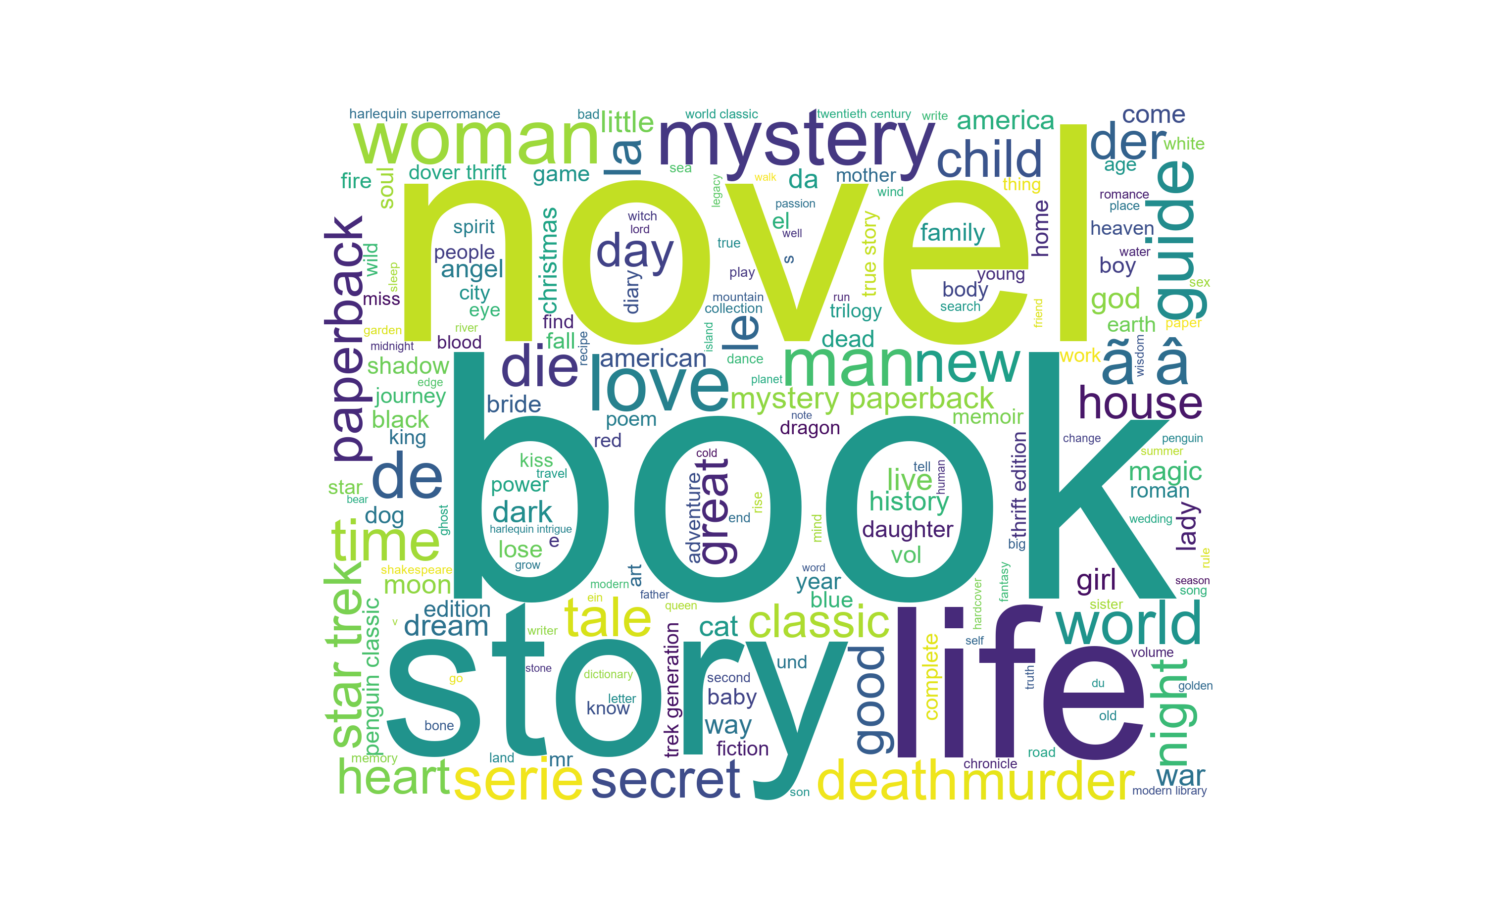 harlequin superromance
bad
world classic
twentieth century
write
come
woman
little
mystery
america
der
white
la
child
fire
soul
dover thrift
game
sea
legacy
walk
da
mother
wind
thing
age
guide
novel
romance
place
paperback
wild
sleep
spirit
people
angel
city
eye
christmas
witch
lord
day
diary
passion
el
well
true
play
s
true story
family
home
heaven
water
boy
young
body
search
sex
miss
find
mountain
collection
run
trilogy
friend
god
garden
river
midnight
blood
fall
recipe
le
island
dead
earth
paper
shadow
edge
journey
die
american
love
dance
planet
man
new
work
ã
â
wisdom
bride
black
king
poem
red
mystery paperback
note
dragon
memoir
house
change
penguin
summer
book
de
star
bear
dog
kiss
travel
power
dark
harlequin intrigue
lose
e
grow
cold
great
adventure
end
rise
mind
tell
live
human
history
daughter
vol
thrift edition
big
magic
roman
wedding
lady
rule
time
ghost
shakespeare
moon
star trek
penguin classic
modern
art
father
ein
word
year
blue
queen
hardcover
fantasy
girl
season
song
sister
edition
dream
v
writer
tale
cat
classic
world
story
life
stone
go
dictionary
letter
know
bone
und
second
baby
way
trek generation
fiction
good
complete
self
truth
volume
du
old
night
golden
memory
land
mr
road
chronicle
heart
serie
secret
son
death
murder
war
modern library